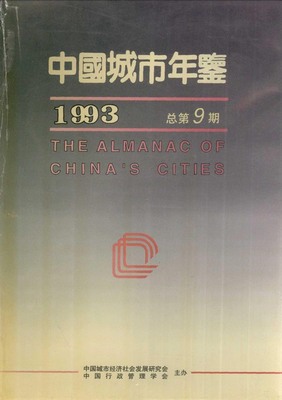 中國城市年鉴
1993 总第9期
THE ALMANAC OF
CHINA'S CITIES
中国城市经济社会发展研究会
中国行政管理学会
主办